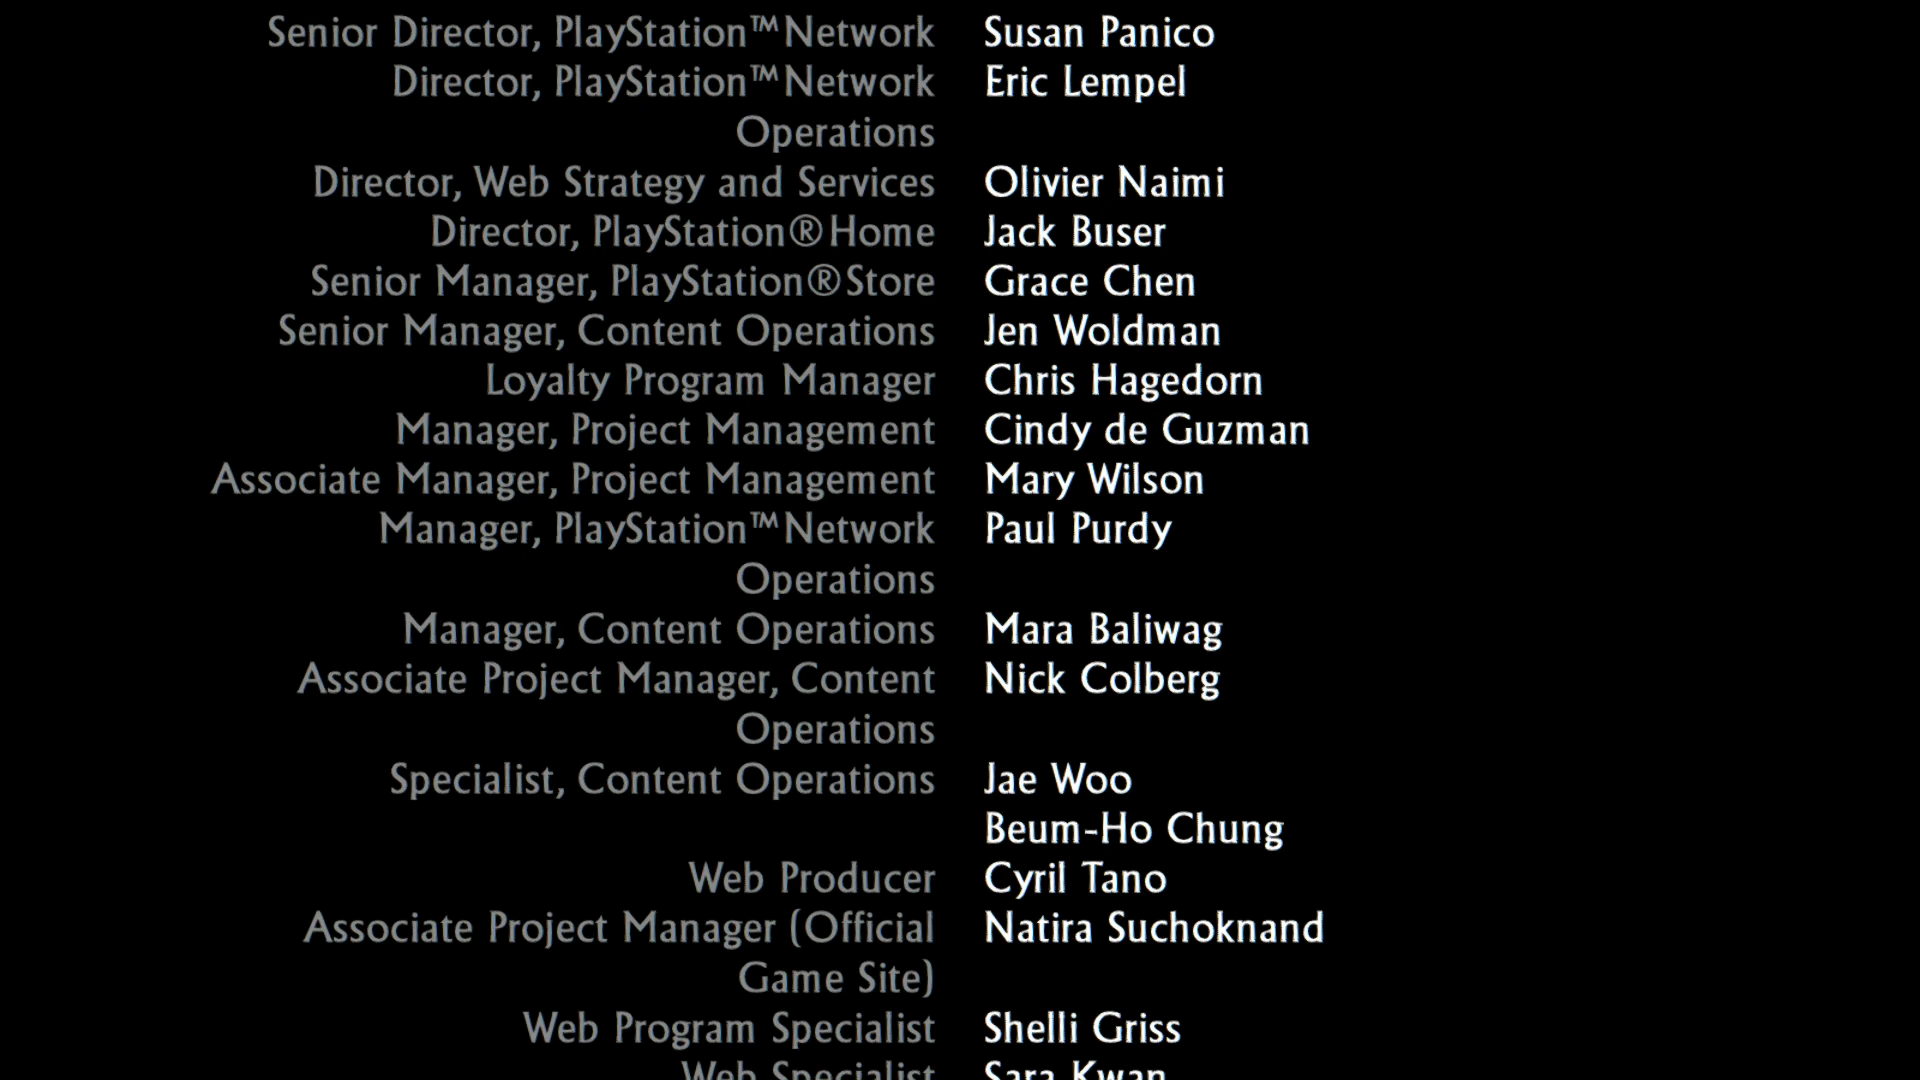 Senior Director, PlayStation™Network Susan Panico
Director, PlayStation™Network Eric Lempel
Operations
Director, Web Strategy and Services Olivier Naimi
Director, PlayStation®Home Jack Buser
Senior Manager, PlayStation®Store Grace Chen
Senior Manager, Content Operations Jen Woldman
Loyalty Program Manager Chris Hagedorn
Manager, Project Management Cindy de Guzman
Associate Manager, Project Management Mary Wilson
Manager, PlayStation™Network Paul Purdy
Operations
Manager, Content Operations Mara Baliwag
Associate Project Manager, Content Nick Colberg
Operations
Specialist, Content Operations Jae Woo
Beum-Ho Chung
Web Producer Cyril Tano
Associate Project Manager (Official Natira Suchoknand
Game Site)
Web Program Specialist Shelli Griss
Web Specialist Sara Kwan